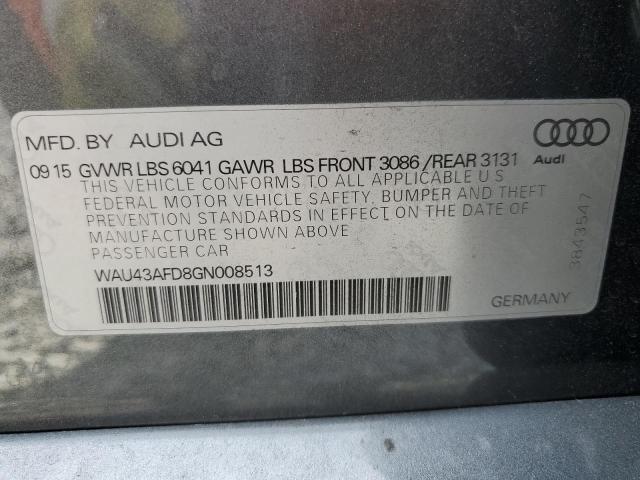 MFD. BY AUDI AG
09 15 GVWR LBS 6041 GAWR LBS FRONT 3086 /REAR 3131
Audi
THIS VEHICLE CONFORMS TO ALL APPLICABLE U S
FEDERAL MOTOR VEHICLE SAFETY, BUMPER AND THEFT
PREVENTION STANDARDS IN EFFECT ON THE DATE OF
MANUFACTURE SHOWN ABOVE
PASSENGER CAR
3843547
WAU43AFD8GN008513
GERMANY